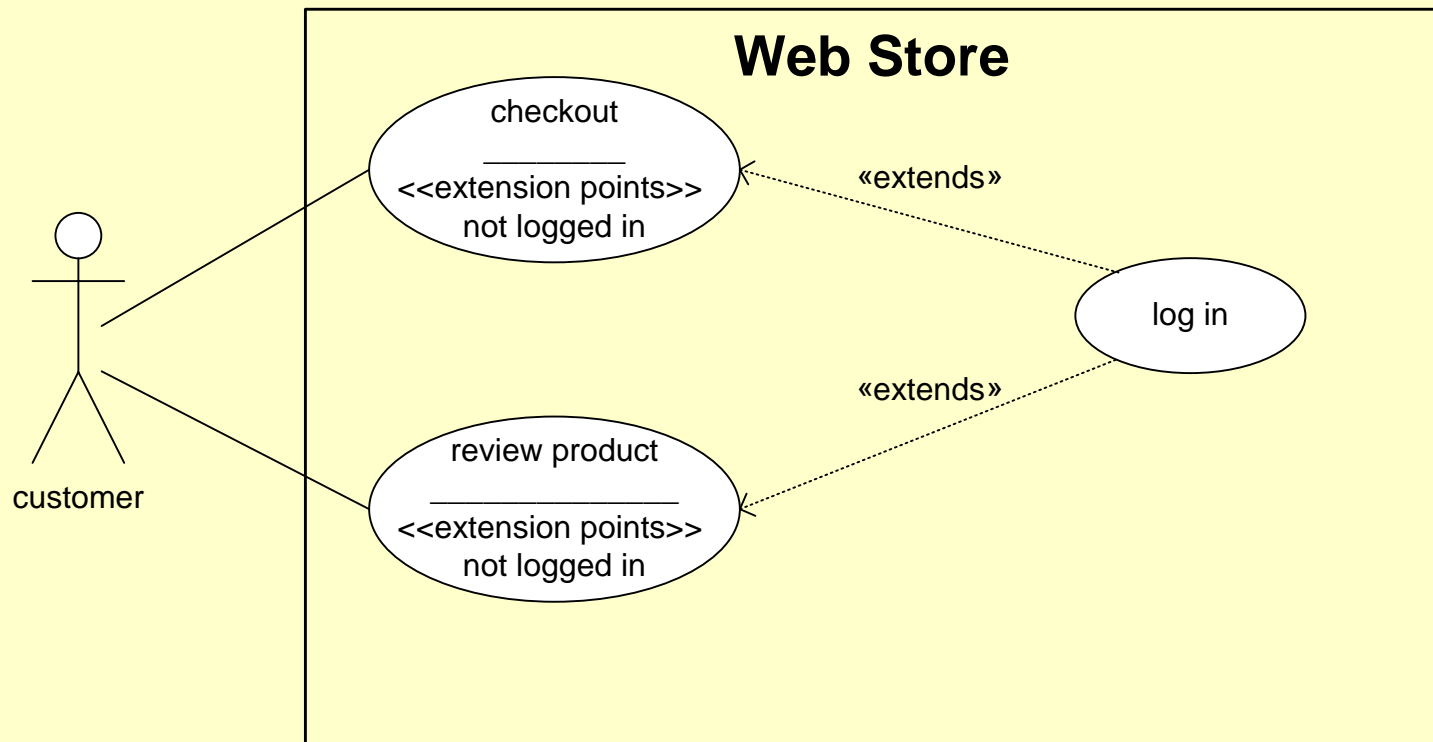 Web Store
checkout
________
<<extension points>>
not logged in
«extends»
log in
«extends»
review product
______________
<<extension points>>
not logged in
customer